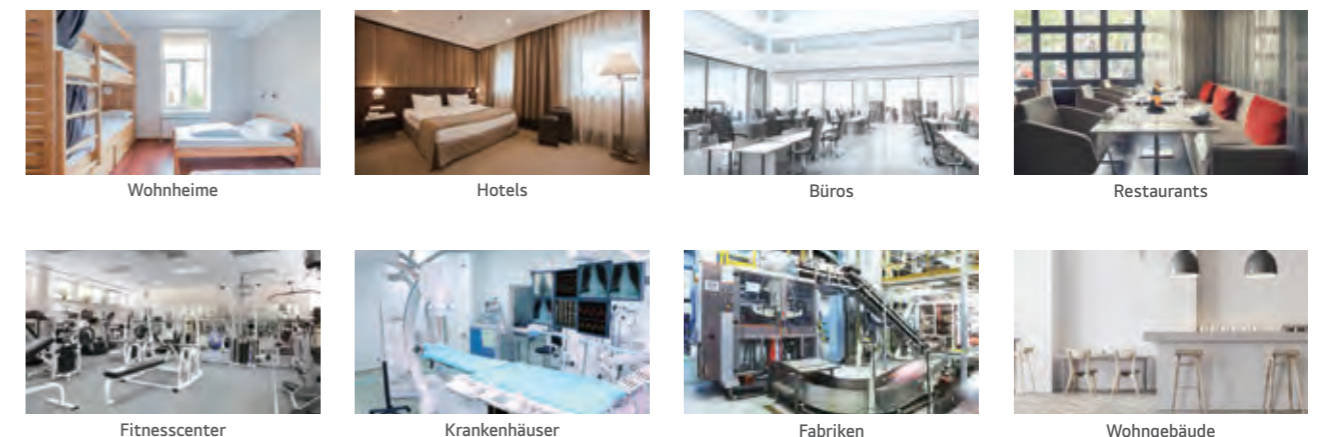 Wohnheime
Hotels
Büros
Restaurants
Fitnesscenter
Krankenhäuser
Fabriken
Wohngebäude